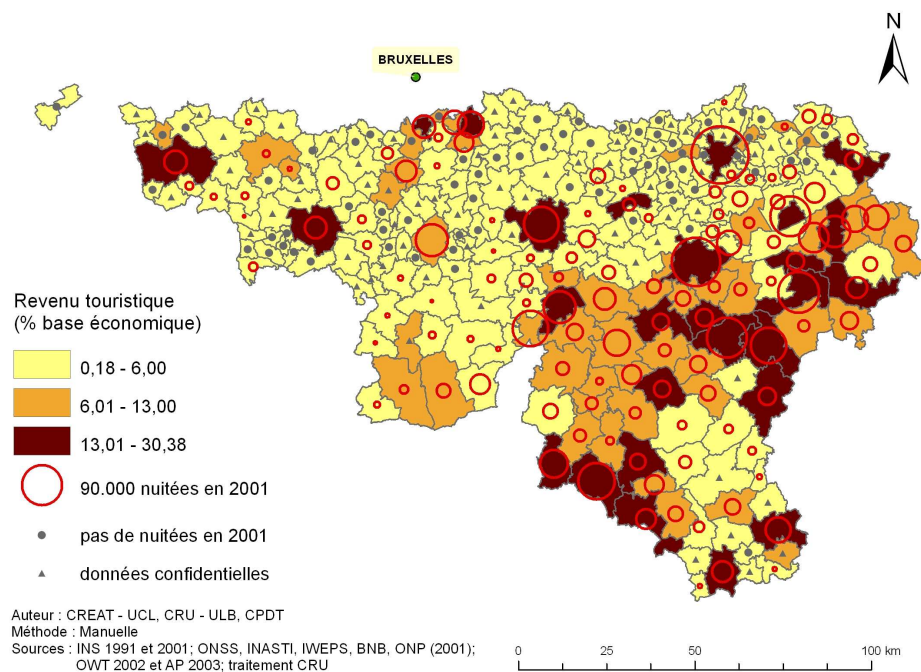 N
BRUXELLES
Revenu touristique
(% base économique)
0,18 - 6,00
6,01 - 13,00
13,01 - 30,38
90.000 nuitées en 2001
pas de nuitées en 2001
données confidentielles
Auteur : CREAT - UCL, CRU - ULB, CPDT
Méthode : Manuelle
Sources : INS 1991 et 2001; ONSS, INASTI, IWEPS, BNB, ONP (2001);
OWT 2002 et AP 2003; traitement CRU
0 50 100 km